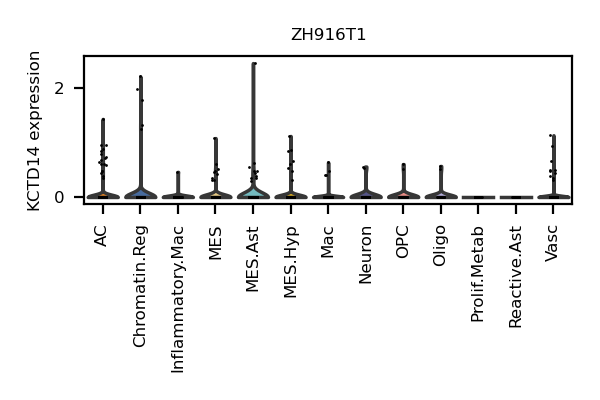 ZH916T1
KCTD14 expression
2
0
AC
Chromatin.Reg
Inflammatory.Mac
MES
MES.Ast
MES.Hyp
Mac
Neuron
OPC
Oligo
Prolif.Metab
Reactive.Ast
Vasc